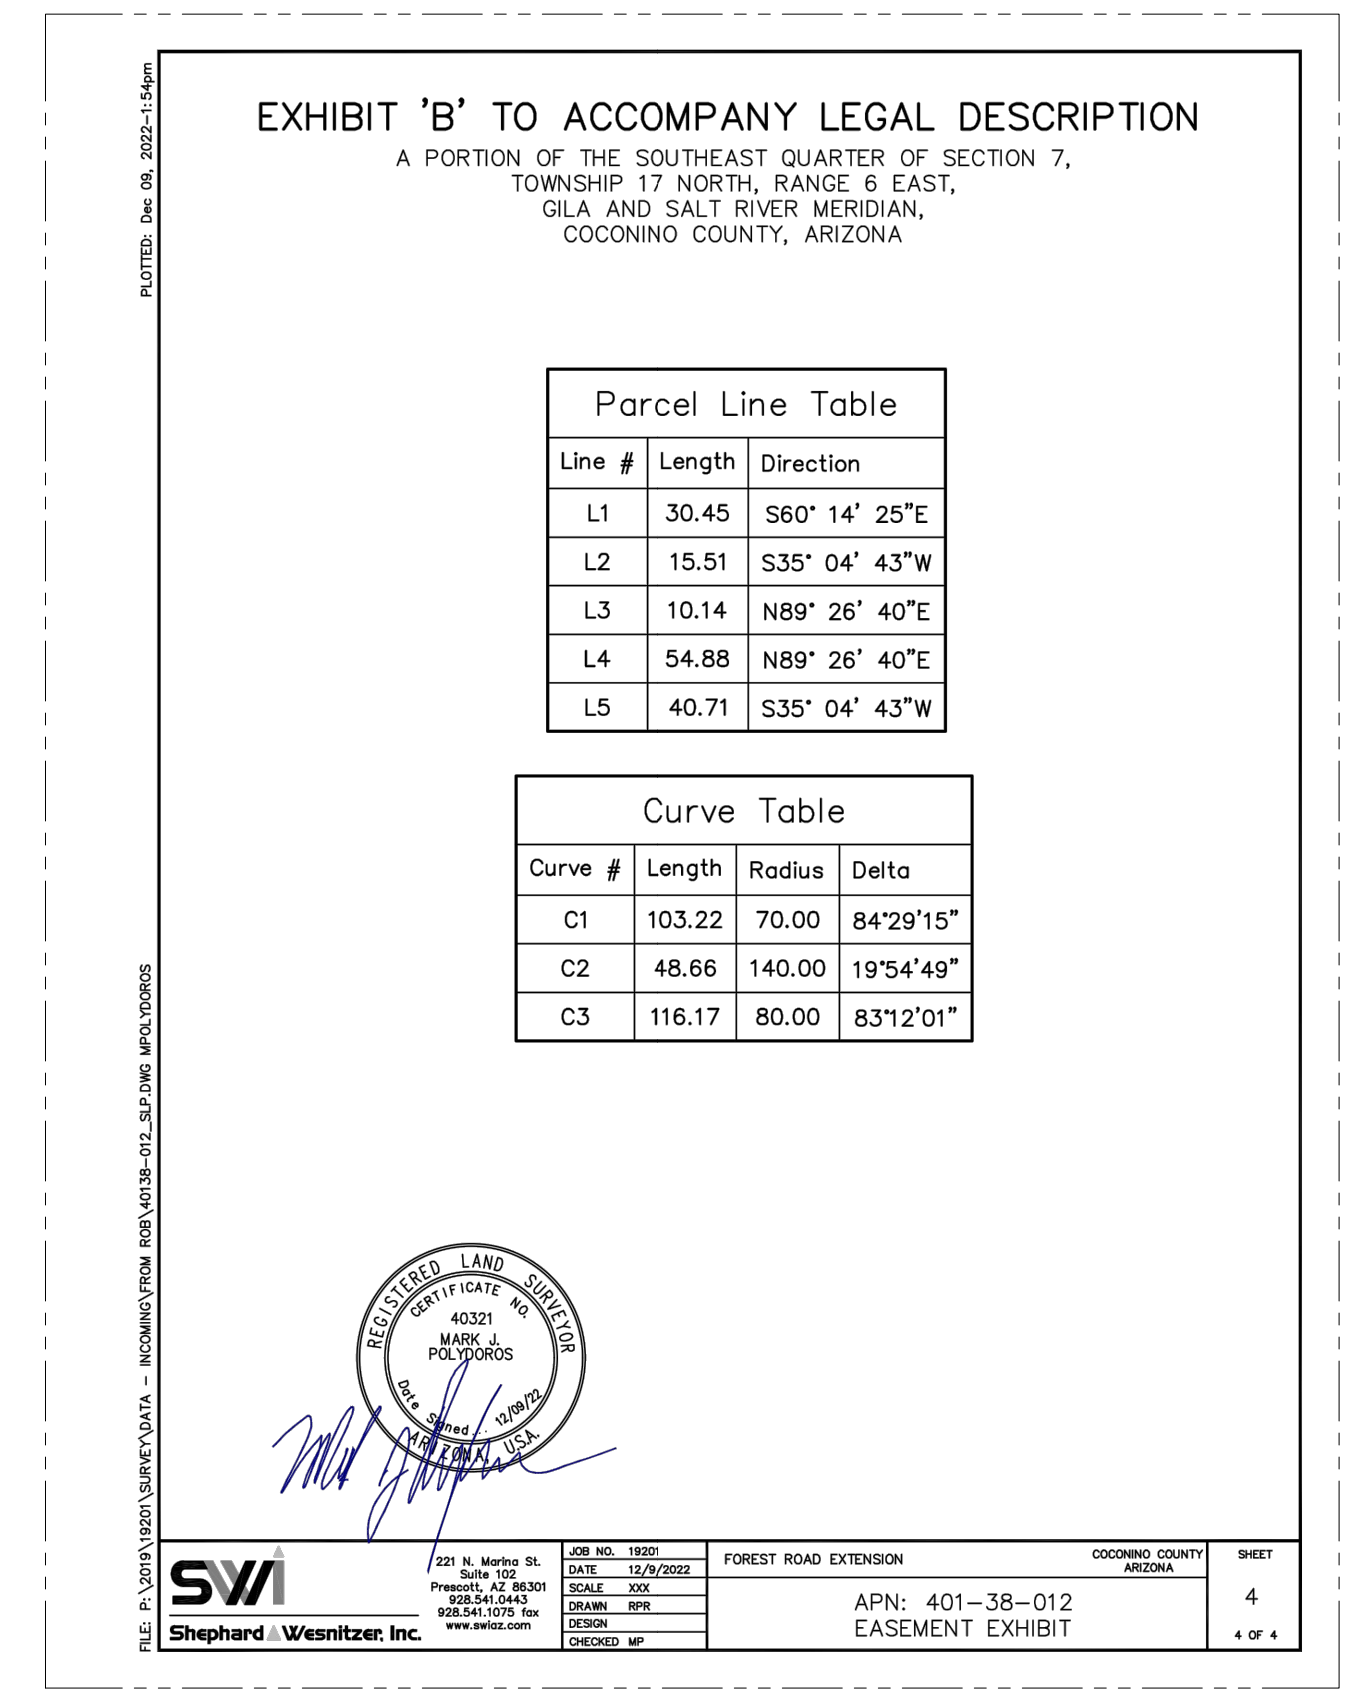 PLOTTED: Dec 09, 2022-1:54pm
FILE: P:\2019\19201\SURVEY\DATA - INCOMING\FROM ROB\40138-012_SLP.DWG MPOLYDOROS
EXHIBIT 'B' TO ACCOMPANY LEGAL DESCRIPTION
A PORTION OF THE SOUTHEAST QUARTER OF SECTION 7,
TOWNSHIP 17 NORTH, RANGE 6 EAST,
GILA AND SALT RIVER MERIDIAN,
COCONINO COUNTY, ARIZONA
Parcel Line Table
Line # Length Direction
L1 30.45 S60° 14' 25"E
L2 15.51 S35° 04' 43"W
L3 10.14 N89° 26' 40"E
L4 54.88 N89° 26' 40"E
L5 40.71 S35° 04' 43"W
Curve Table
Curve # Length Radius Delta
C1 103.22 70.00 84°29'15"
C2 48.66 140.00 19°54'49"
C3 116.17 80.00 83°12'01"
REGISTERED LAND SURVEYOR
CERTIFICATE NO.
40321
MARK J.
POLYDOROS
Date Signed... 12/09/22
ARIZONA, U.S.A.
SWI
Shephard Wesnitzer, Inc.
221 N. Marina St.
Suite 102
Prescott, AZ 86301
928.541.0443
928.541.1075 fax
www.swiaz.com
JOB NO. 19201
DATE 12/9/2022
SCALE XXX
DRAWN RPR
DESIGN
CHECKED MP
FOREST ROAD EXTENSION
COCONINO COUNTY
ARIZONA
APN: 401-38-012
EASEMENT EXHIBIT
SHEET
4
4 OF 4